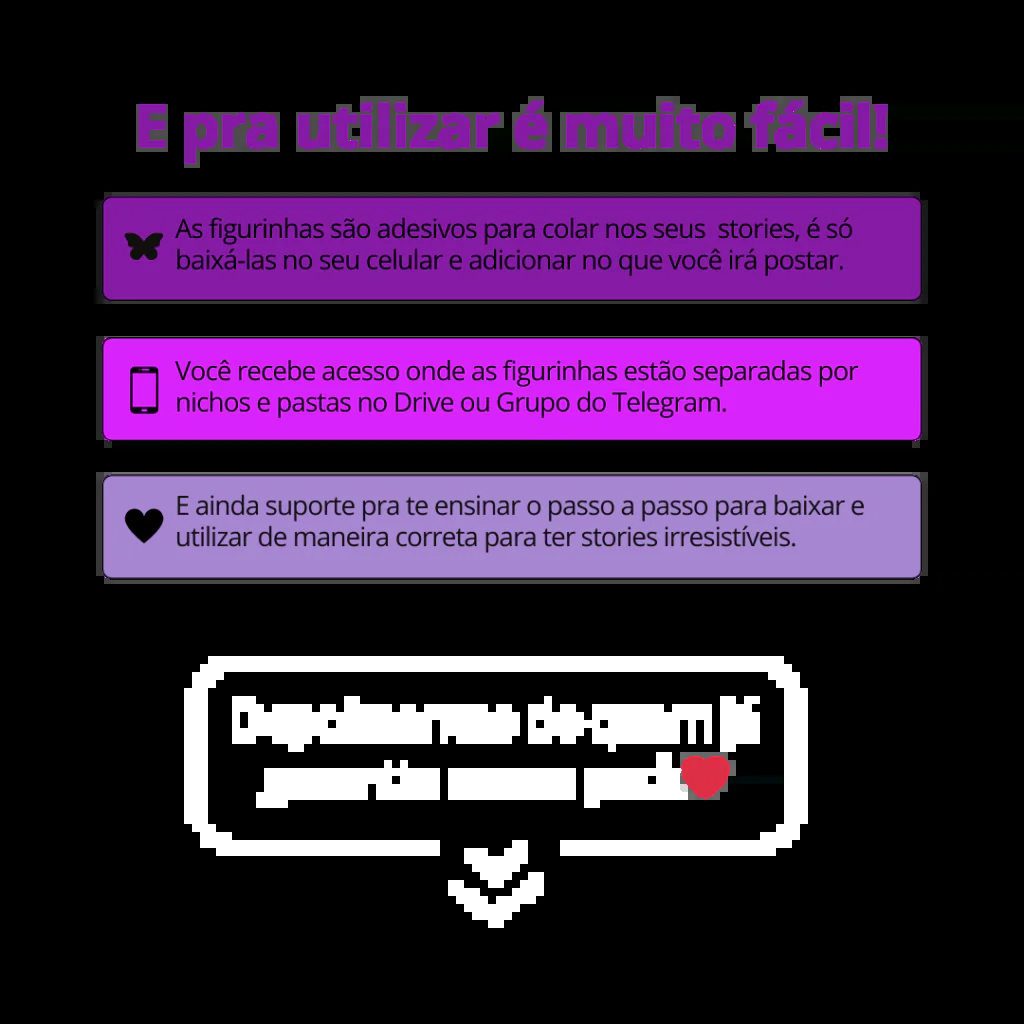 E pra utilizar é muito fácil!
As figurinhas são adesivos para colar nos seus stories, é só
baixá-las no seu celular e adicionar no que você irá postar.
Você recebe acesso onde as figurinhas estão separadas por
nichos e pastas no Drive ou Grupo do Telegram.
E ainda suporte pra te ensinar o passo a passo para baixar e
utilizar de maneira correta para ter stories irresistíveis.
de quem já